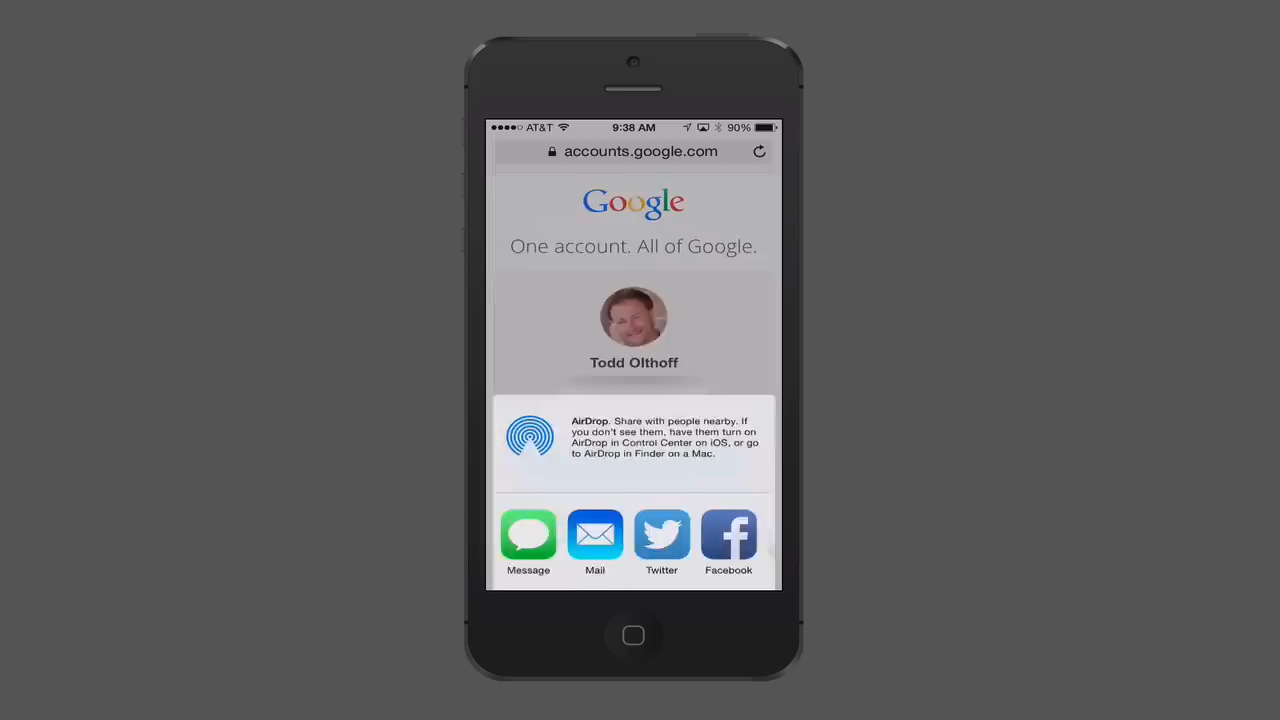 AT&T 9:38 AM 90%
accounts.google.com
Google
One account. All of Google.
Todd Olthoff
AirDrop. Share with people nearby. If
you don't see them, have them turn on
AirDrop in Control Center on iOS, or go
to AirDrop in Finder on a Mac.
Message Mail Twitter Facebook